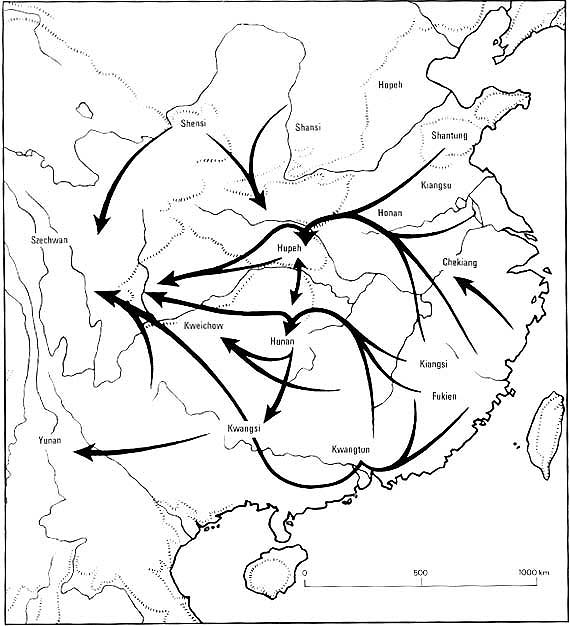 Hopeh
Shensi
Shansi
Shantung
Kiangsu
Honan
Szechwan
Hupeh
Chekiang
Kweichow
Hunan
Kiangsi
Fukien
Kwangsi
Yunan
Kwangtun
0 500 1000 km